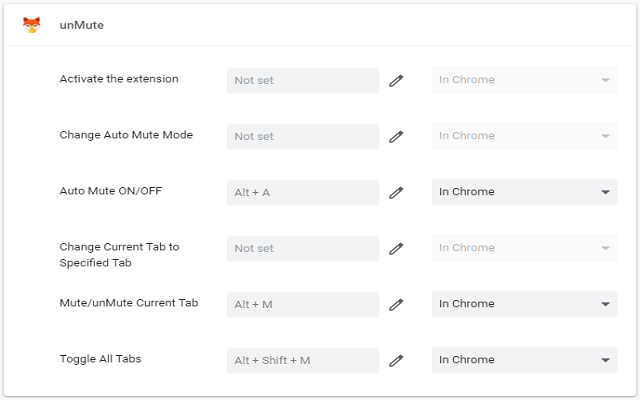 unMute
Activate the extension Not set In Chrome
Change Auto Mute Mode Not set In Chrome
Auto Mute ON/OFF Alt + A In Chrome
Change Current Tab to
Specified Tab Not set In Chrome
Mute/unMute Current Tab Alt + M In Chrome
Toggle All Tabs Alt + Shift + M In Chrome